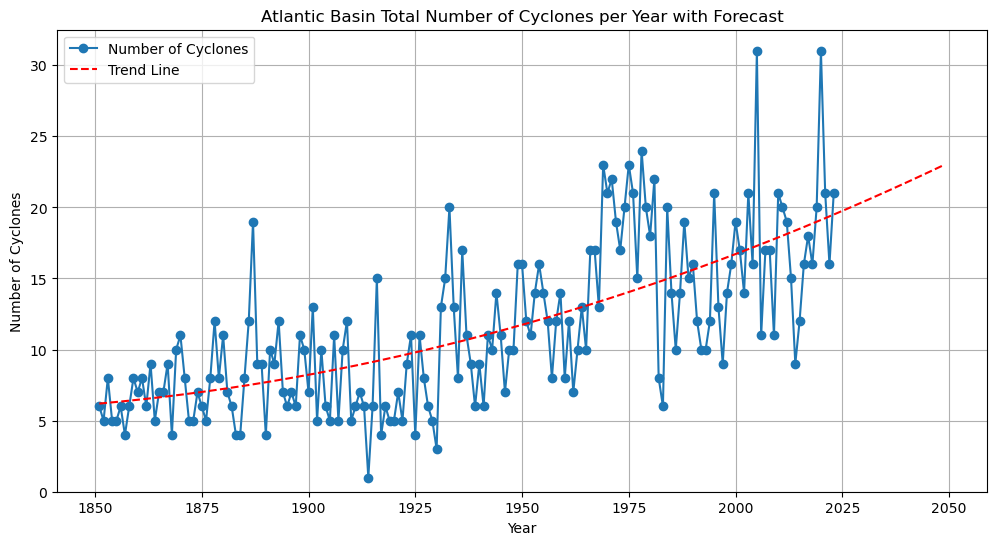 Atlantic Basin Total Number of Cyclones per Year with Forecast
Number of Cyclones
Trend Line
Number of Cyclones
30
25
20
15
10
5
0
1850 1875 1900 1925 1950 1975 2000 2025 2050
Year